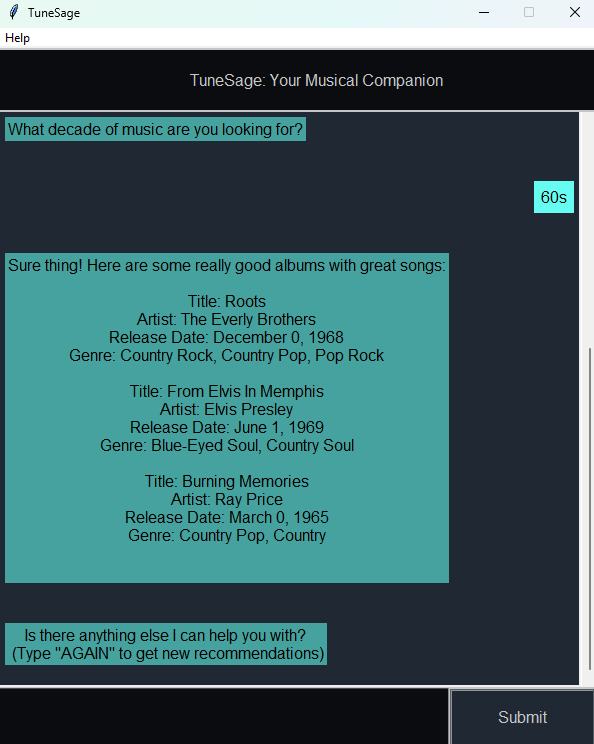 TuneSage
Help
TuneSage: Your Musical Companion
What decade of music are you looking for?
60s
Sure thing! Here are some really good albums with great songs:
Title: Roots
Artist: The Everly Brothers
Release Date: December 0, 1968
Genre: Country Rock, Country Pop, Pop Rock
Title: From Elvis In Memphis
Artist: Elvis Presley
Release Date: June 1, 1969
Genre: Blue-Eyed Soul, Country Soul
Title: Burning Memories
Artist: Ray Price
Release Date: March 0, 1965
Genre: Country Pop, Country
Is there anything else I can help you with?
(Type "AGAIN" to get new recommendations)
Submit